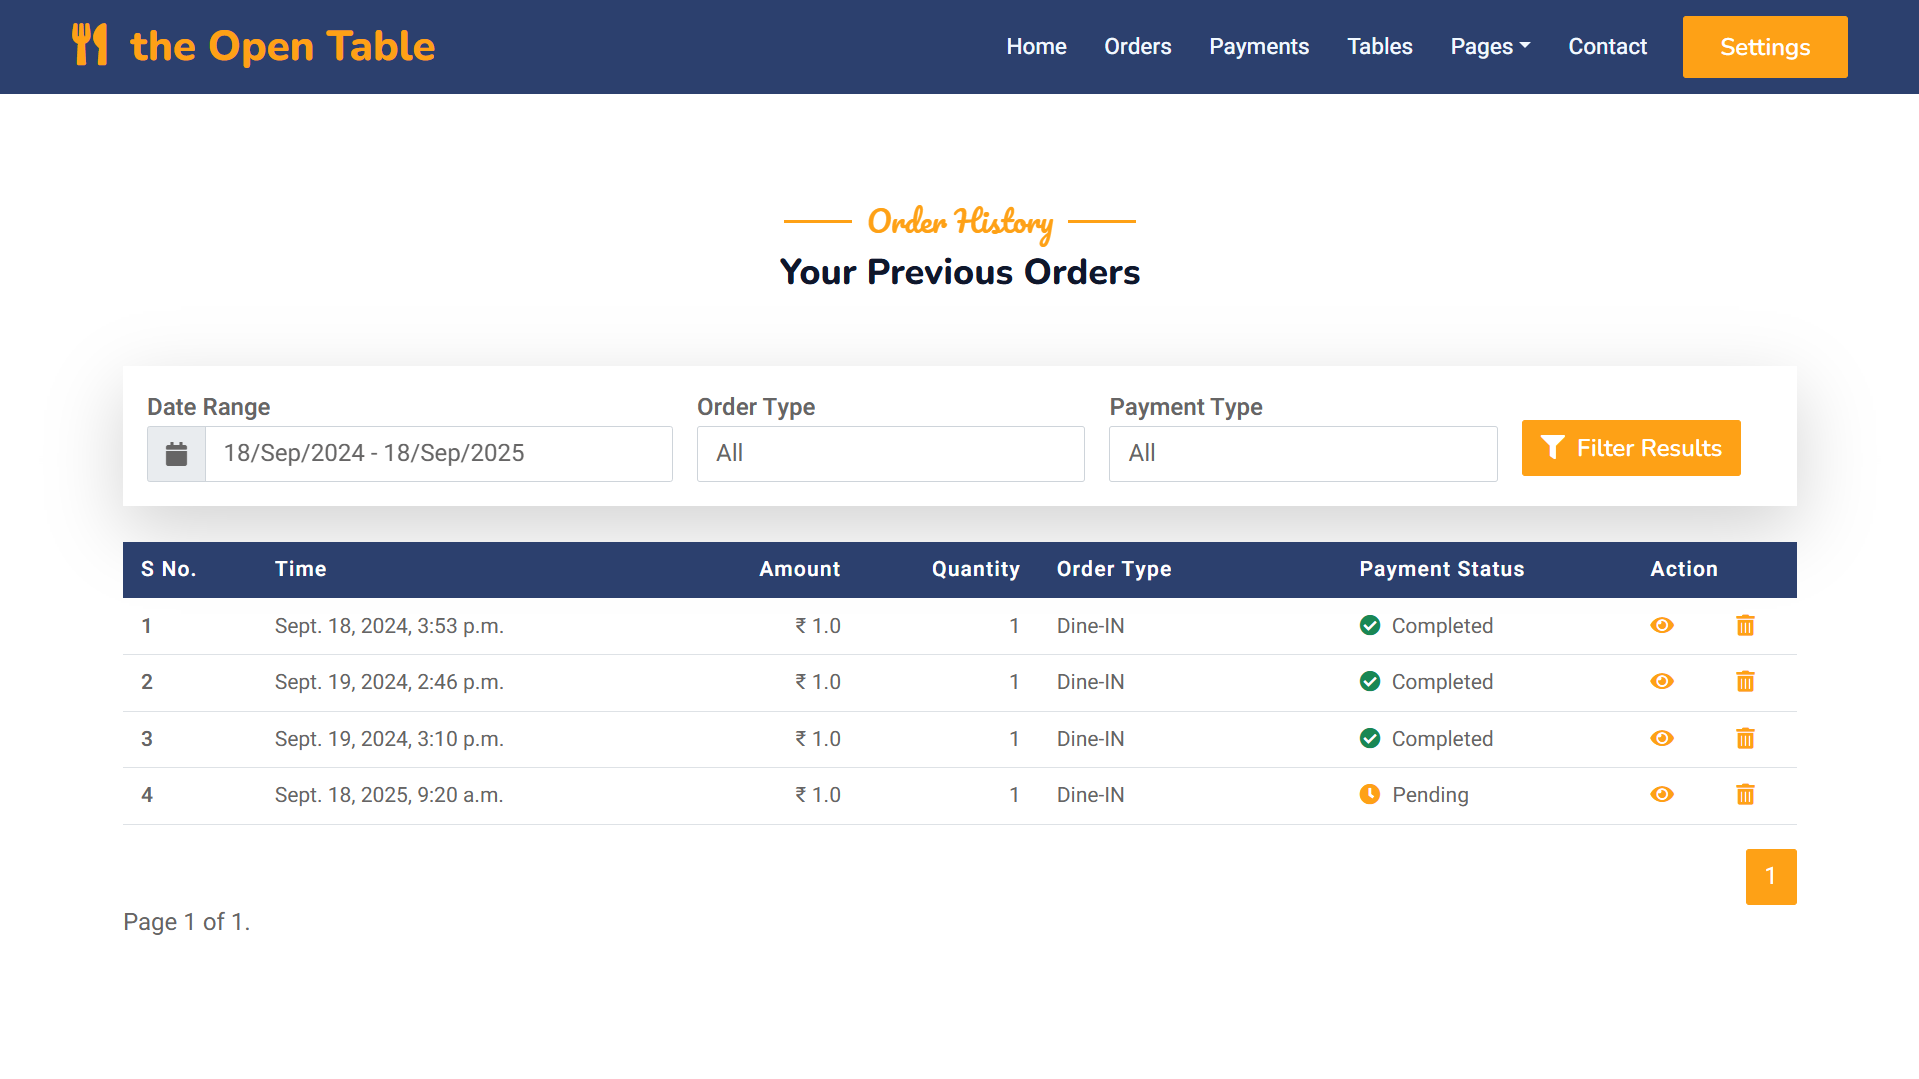 the Open Table
Home Orders Payments Tables Pages Contact Settings
Order History
Your Previous Orders
Date Range Order Type Payment Type
18/Sep/2024 - 18/Sep/2025 All All Filter Results
S No. Time Amount Quantity Order Type Payment Status Action
1 Sept. 18, 2024, 3:53 p.m. ₹ 1.0 1 Dine-IN Completed
2 Sept. 19, 2024, 2:46 p.m. ₹ 1.0 1 Dine-IN Completed
3 Sept. 19, 2024, 3:10 p.m. ₹ 1.0 1 Dine-IN Completed
4 Sept. 18, 2025, 9:20 a.m. ₹ 1.0 1 Dine-IN Pending
1
Page 1 of 1.